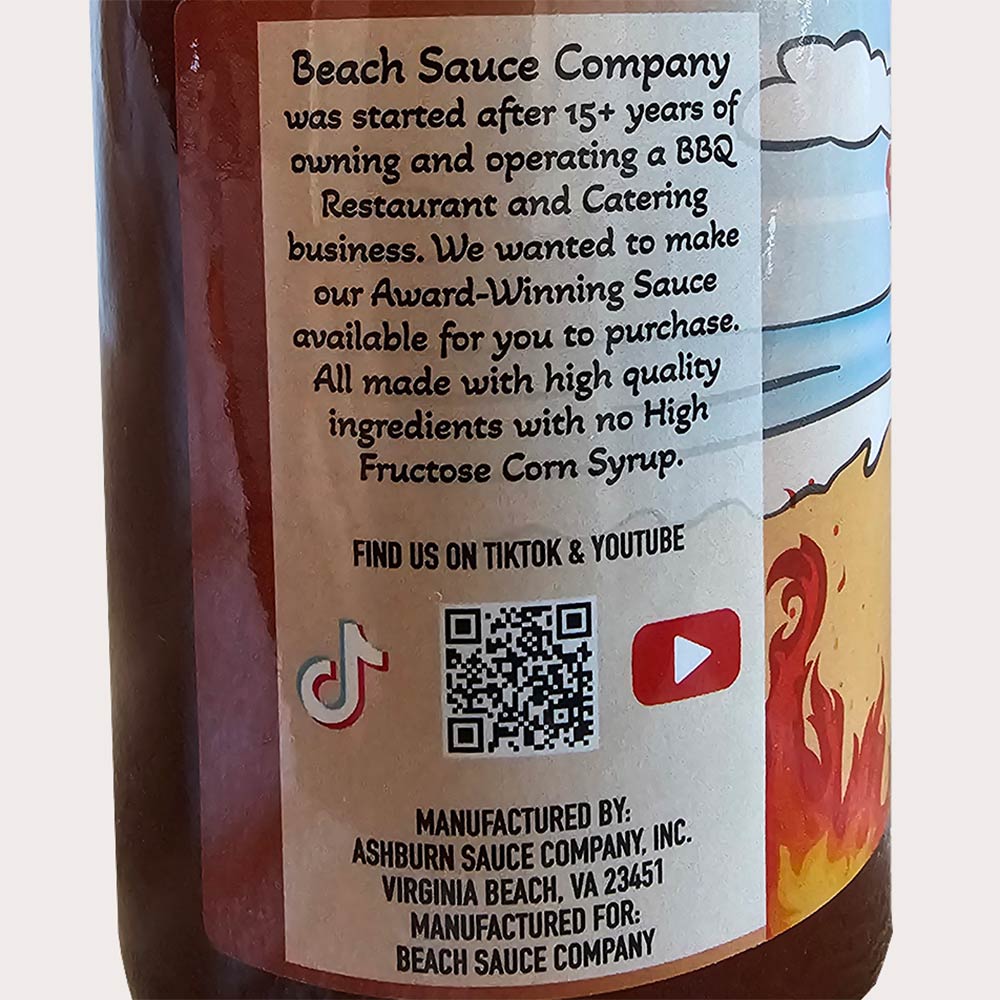 Beach Sauce Company
was started after 15+ years of
owning and operating a BBQ
Restaurant and Catering
business. We wanted to make
our Award-Winning Sauce
available for you to purchase.
All made with high quality
ingredients with no High
Fructose Corn Syrup.
FIND US ON TIKTOK & YOUTUBE
MANUFACTURED BY:
ASHBURN SAUCE COMPANY, INC.
VIRGINIA BEACH, VA 23451
MANUFACTURED FOR:
BEACH SAUCE COMPANY